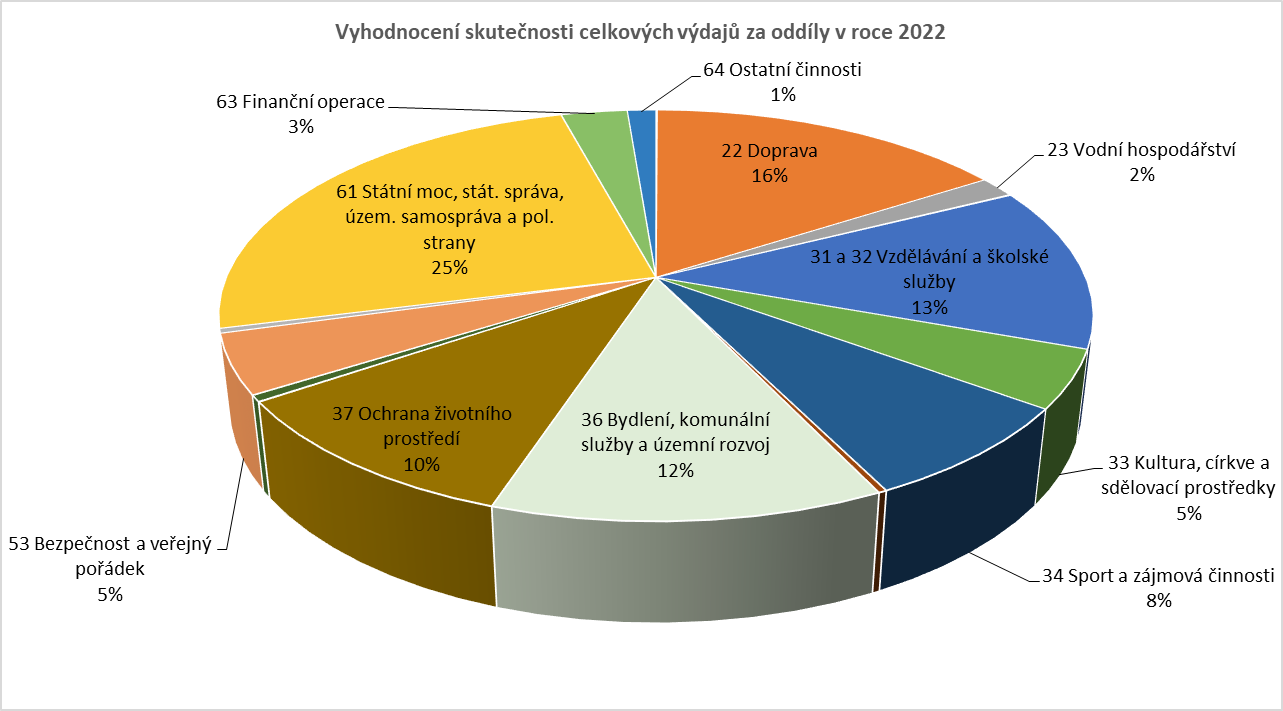 Vyhodnocení skutečnosti celkových výdajů za oddíly v roce 2022
64 Ostatní činnosti
1%
63 Finanční operace
3%
22 Doprava
16%
23 Vodní hospodářství
2%
61 Státní moc, stát. správa,
územ. samospráva a pol.
strany
25%
31 a 32 Vzdělávání a školské
služby
13%
37 Ochrana životního
prostředí
10%
36 Bydlení, komunální
služby a územní rozvoj
12%
33 Kultura, církve a
sdělovací prostředky
5%
53 Bezpečnost a veřejný
pořádek
5%
34 Sport a zájmová činnosti
8%